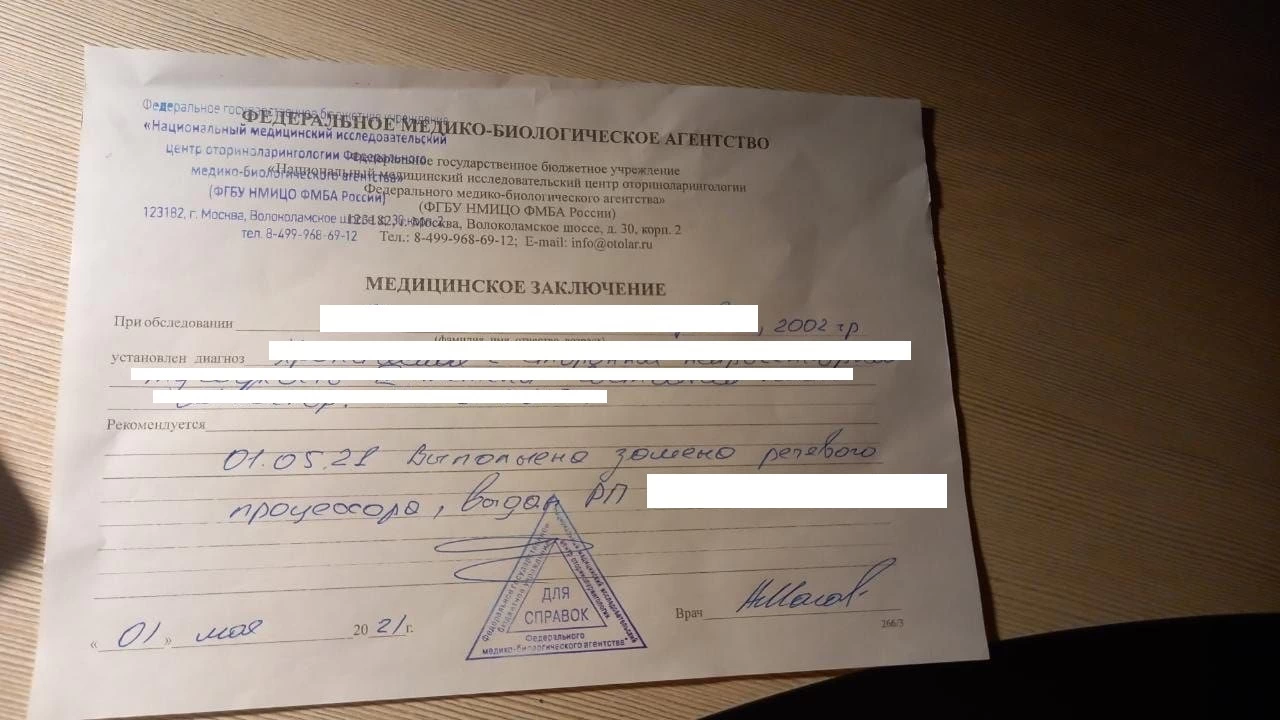 Федеральное государственное бюджетное учреждение
«Национальный медицинский исследовательский
центр оториноларингологии Федерального
медико-биологического агентства»
(ФГБУ НМИЦО ФМБА России)
123182, г. Москва, Волоколамское шоссе, д. 30, корп. 2
тел. 8-499-968-69-12
ФЕДЕРАЛЬНОЕ МЕДИКО-БИОЛОГИЧЕСКОЕ АГЕНТСТВО
Федеральное государственное бюджетное учреждение
«Национальный медицинский исследовательский центр оториноларингологии
Федерального медико-биологического агентства»
(ФГБУ НМИЦО ФМБА России)
123182, г. Москва, Волоколамское шоссе, д. 30, корп. 2
Тел.: 8-499-968-69-12; E-mail: info@otolar.ru
МЕДИЦИНСКОЕ ЗАКЛЮЧЕНИЕ
При обследовании , 2002 гр
(фамилия, имя, отчество, возраст)
установлен диагноз
Рекомендуется
01.05.21 Выполнена замена речевого
процессора, выдан РП
ДЛЯ
СПРАВОК
Федерального
медико-биологического агентства"
Врач
«01» мая 2021 г.
266/3